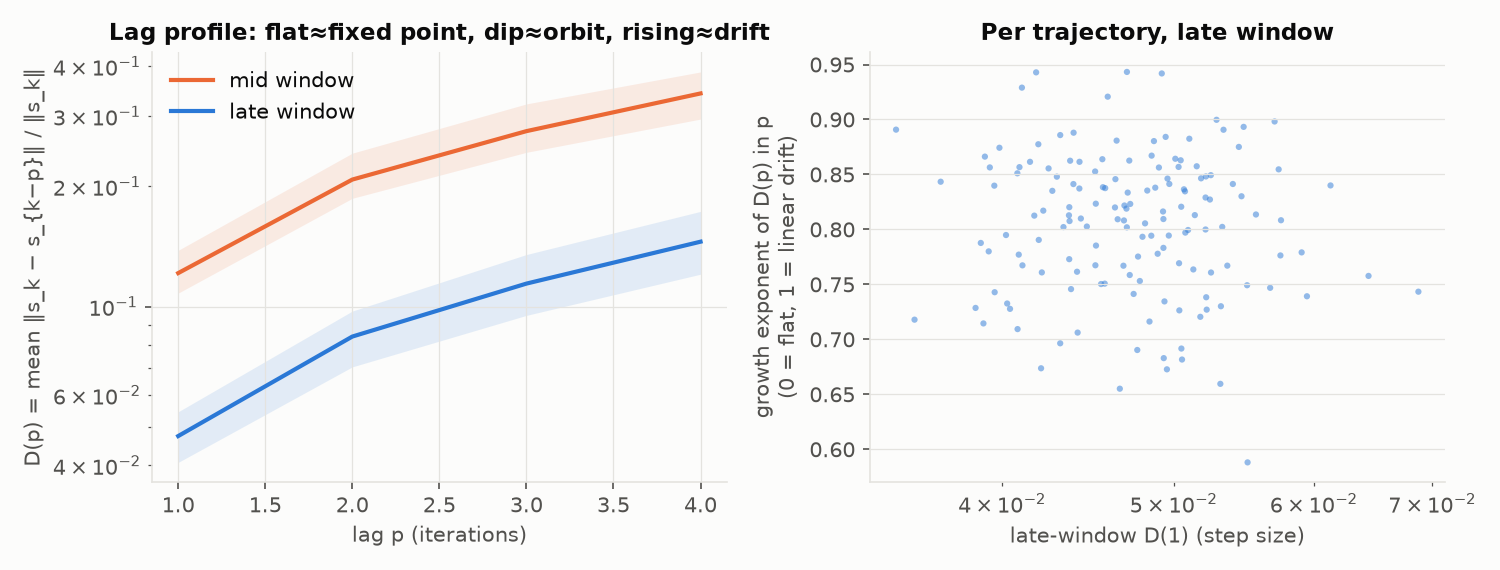 Lag profile: flat≈fixed point, dip≈orbit, rising≈drift
D(p) = mean ‖s_k − s_{k−p}‖ / ‖s_k‖
4 × 10⁻¹
3 × 10⁻¹
2 × 10⁻¹
10⁻¹
6 × 10⁻²
4 × 10⁻²
mid window
late window
1.0 1.5 2.0 2.5 3.0 3.5 4.0
lag p (iterations)
Per trajectory, late window
growth exponent of D(p) in p
(0 = flat, 1 = linear drift)
0.95
0.90
0.85
0.80
0.75
0.70
0.65
0.60
4 × 10⁻² 5 × 10⁻² 6 × 10⁻² 7 × 10⁻²
late-window D(1) (step size)